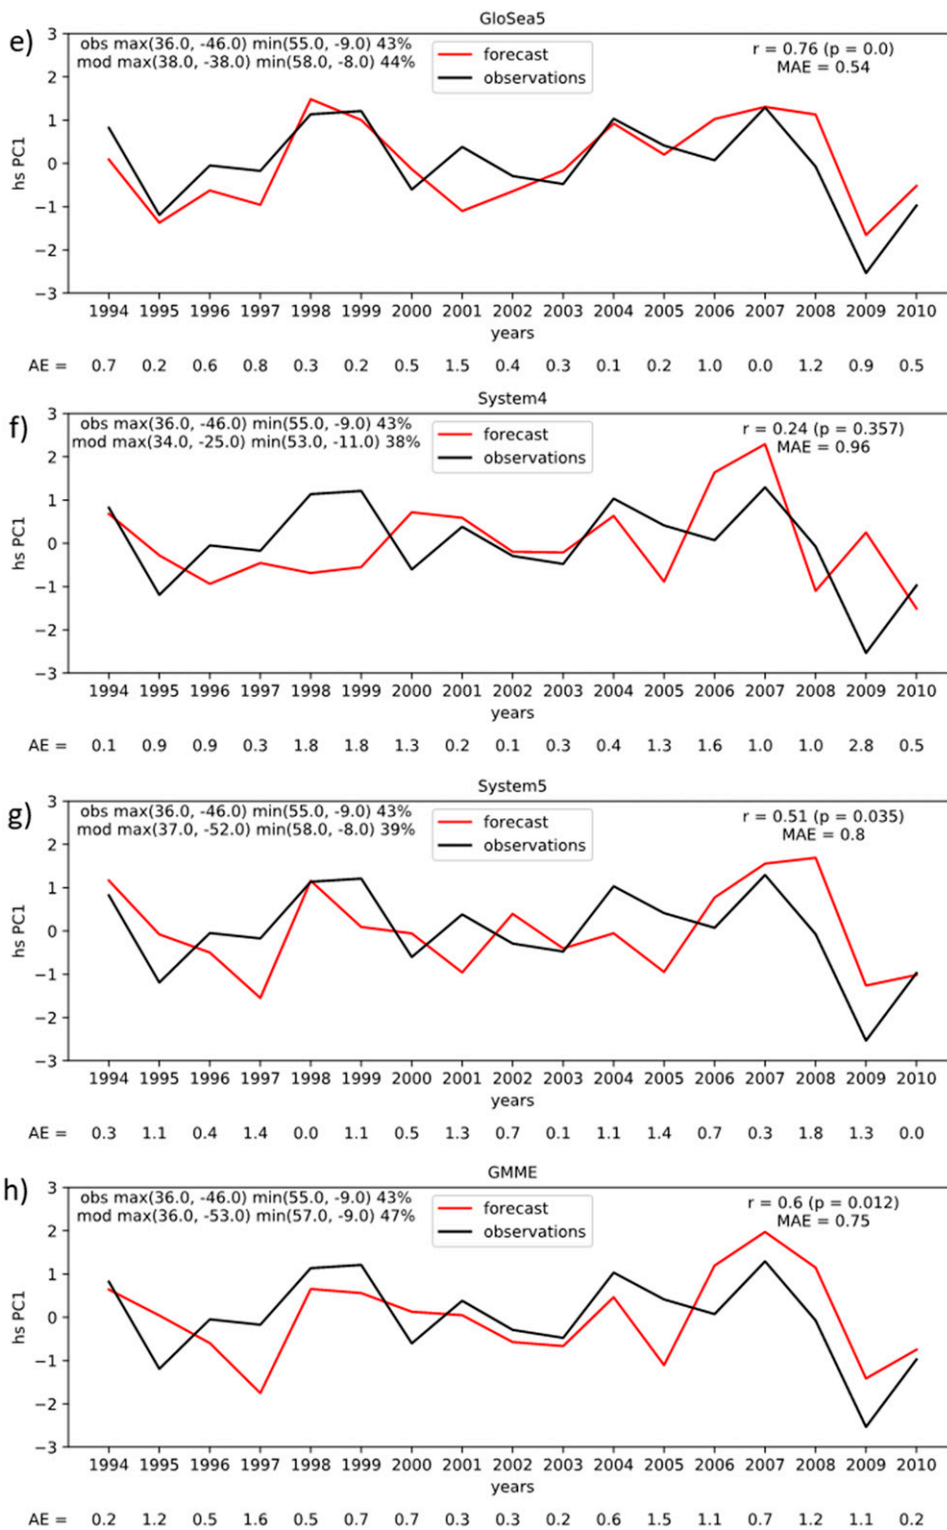 GloSea5
e)
obs max(36.0, -46.0) min(55.0, -9.0) 43%
mod max(38.0, -38.0) min(58.0, -8.0) 44%
forecast
observations
r = 0.76 (p = 0.0)
MAE = 0.54
3
2
1
0
−1
−2
−3
hs PC1
1994 1995 1996 1997 1998 1999 2000 2001 2002 2003 2004 2005 2006 2007 2008 2009 2010
years
AE = 0.7 0.2 0.6 0.8 0.3 0.2 0.5 1.5 0.4 0.3 0.1 0.2 1.0 0.0 1.2 0.9 0.5
System4
f)
obs max(36.0, -46.0) min(55.0, -9.0) 43%
mod max(34.0, -25.0) min(53.0, -11.0) 38%
forecast
observations
r = 0.24 (p = 0.357)
MAE = 0.96
3
2
1
0
−1
−2
−3
hs PC1
1994 1995 1996 1997 1998 1999 2000 2001 2002 2003 2004 2005 2006 2007 2008 2009 2010
years
AE = 0.1 0.9 0.9 0.3 1.8 1.8 1.3 0.2 0.1 0.3 0.4 1.3 1.6 1.0 1.0 2.8 0.5
System5
g)
obs max(36.0, -46.0) min(55.0, -9.0) 43%
mod max(37.0, -52.0) min(58.0, -8.0) 39%
forecast
observations
r = 0.51 (p = 0.035)
MAE = 0.8
3
2
1
0
−1
−2
−3
hs PC1
1994 1995 1996 1997 1998 1999 2000 2001 2002 2003 2004 2005 2006 2007 2008 2009 2010
years
AE = 0.3 1.1 0.4 1.4 0.0 1.1 0.5 1.3 0.7 0.1 1.1 1.4 0.7 0.3 1.8 1.3 0.0
GMME
h)
obs max(36.0, -46.0) min(55.0, -9.0) 43%
mod max(36.0, -53.0) min(57.0, -9.0) 47%
forecast
observations
r = 0.6 (p = 0.012)
MAE = 0.75
3
2
1
0
−1
−2
−3
hs PC1
1994 1995 1996 1997 1998 1999 2000 2001 2002 2003 2004 2005 2006 2007 2008 2009 2010
years
AE = 0.2 1.2 0.5 1.6 0.5 0.7 0.7 0.3 0.3 0.2 0.6 1.5 1.1 0.7 1.2 1.1 0.2